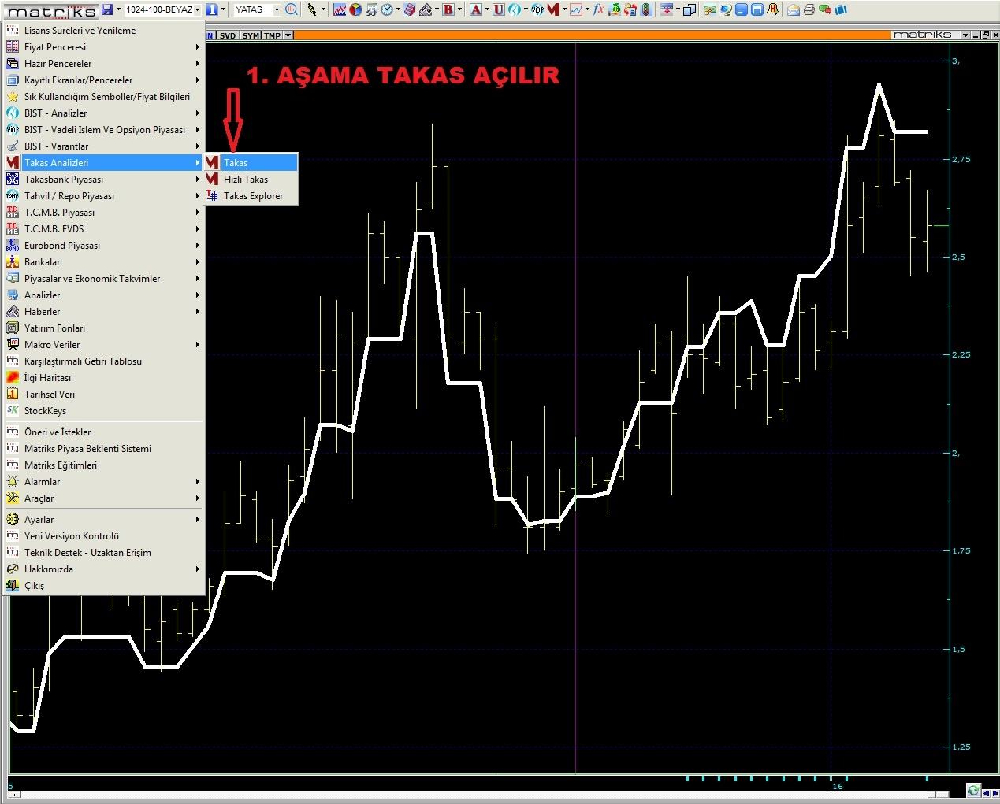 matriks
1024-100-BEYAZ
1
YATAS
B
A
U
VIOP
M
fx
N SVD SYM TMP
matriks
Lisans Süreleri ve Yenileme
Fiyat Penceresi
Hazır Pencereler
Kayıtlı Ekranlar/Pencereler
Sık Kullandığım Semboller/Fiyat Bilgileri
BIST - Analizler
BIST - Vadeli Islem Ve Opsiyon Piyasası
BIST - Varantlar
Takas Analizleri
Takasbank Piyasası
Tahvil / Repo Piyasası
T.C.M.B. Piyasasi
T.C.M.B. EVDS
Eurobond Piyasası
Bankalar
Piyasalar ve Ekonomik Takvimler
Analizler
Haberler
Yatırım Fonları
Makro Veriler
Karşılaştırmalı Getiri Tablosu
İlgi Haritası
Tarihsel Veri
StockKeys
Öneri ve İstekler
Matriks Piyasa Beklenti Sistemi
Matriks Eğitimleri
Alarmlar
Araçlar
Ayarlar
Yeni Versiyon Kontrolü
Teknik Destek - Uzaktan Erişim
Hakkımızda
Çıkış
Takas
Hızlı Takas
Takas Explorer
1. AŞAMA TAKAS AÇILIR
3,
2,75
2,5
2,25
2,
1,75
1,5
1,25
5
16